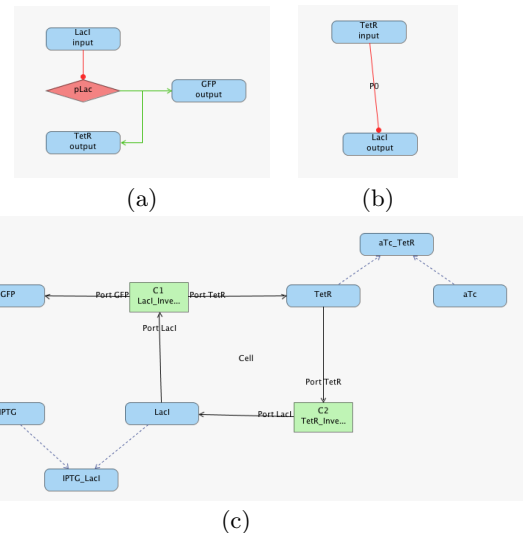 LacI
input
pLac
GFP
output
TetR
output
(a)
TetR
input
P0
LacI
output
(b)
aTc_TetR
GFP
Port GFP
C1
LacI_Inve...
Port TetR
TetR
aTc
Port LacI
Cell
Port TetR
IPTG
LacI
Port LacI
C2
TetR_Inve...
IPTG_LacI
(c)